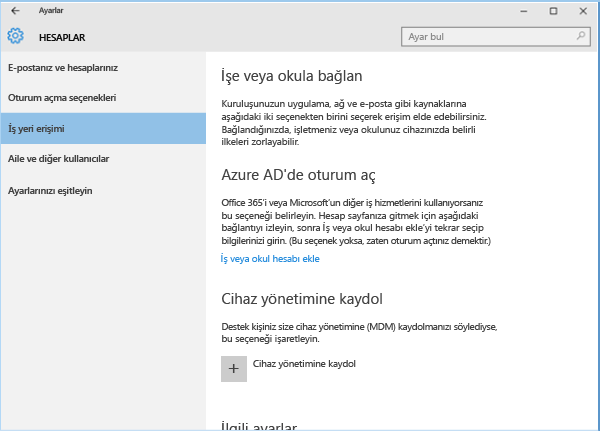 Ayarlar
HESAPLAR
Ayar bul
E-postanız ve hesaplarınız
Oturum açma seçenekleri
İş yeri erişimi
Aile ve diğer kullanıcılar
Ayarlarınızı eşitleyin
İşe veya okula bağlan
Kuruluşunuzun uygulama, ağ ve e-posta gibi kaynaklarına
aşağıdaki iki seçenekten birini seçerek erişim elde edebilirsiniz.
Bağlandığınızda, işletmeniz veya okulunuz cihazınızda belirli
ilkeleri zorlayabilir.
Azure AD'de oturum aç
Office 365'i veya Microsoft'un diğer iş hizmetlerini kullanıyorsanız
bu seçeneği belirleyin. Hesap sayfanıza gitmek için aşağıdaki
bağlantıyı izleyin, sonra İş veya okul hesabı ekle'yi tekrar seçip
bilgilerinizi girin. (Bu seçenek yoksa, zaten oturum açtınız demektir.)
İş veya okul hesabı ekle
Cihaz yönetimine kaydol
Destek kişiniz size cihaz yönetimine (MDM) kaydolmanızı söylediyse,
bu seçeneği işaretleyin.
Cihaz yönetimine kaydol
İlgili ayarlar